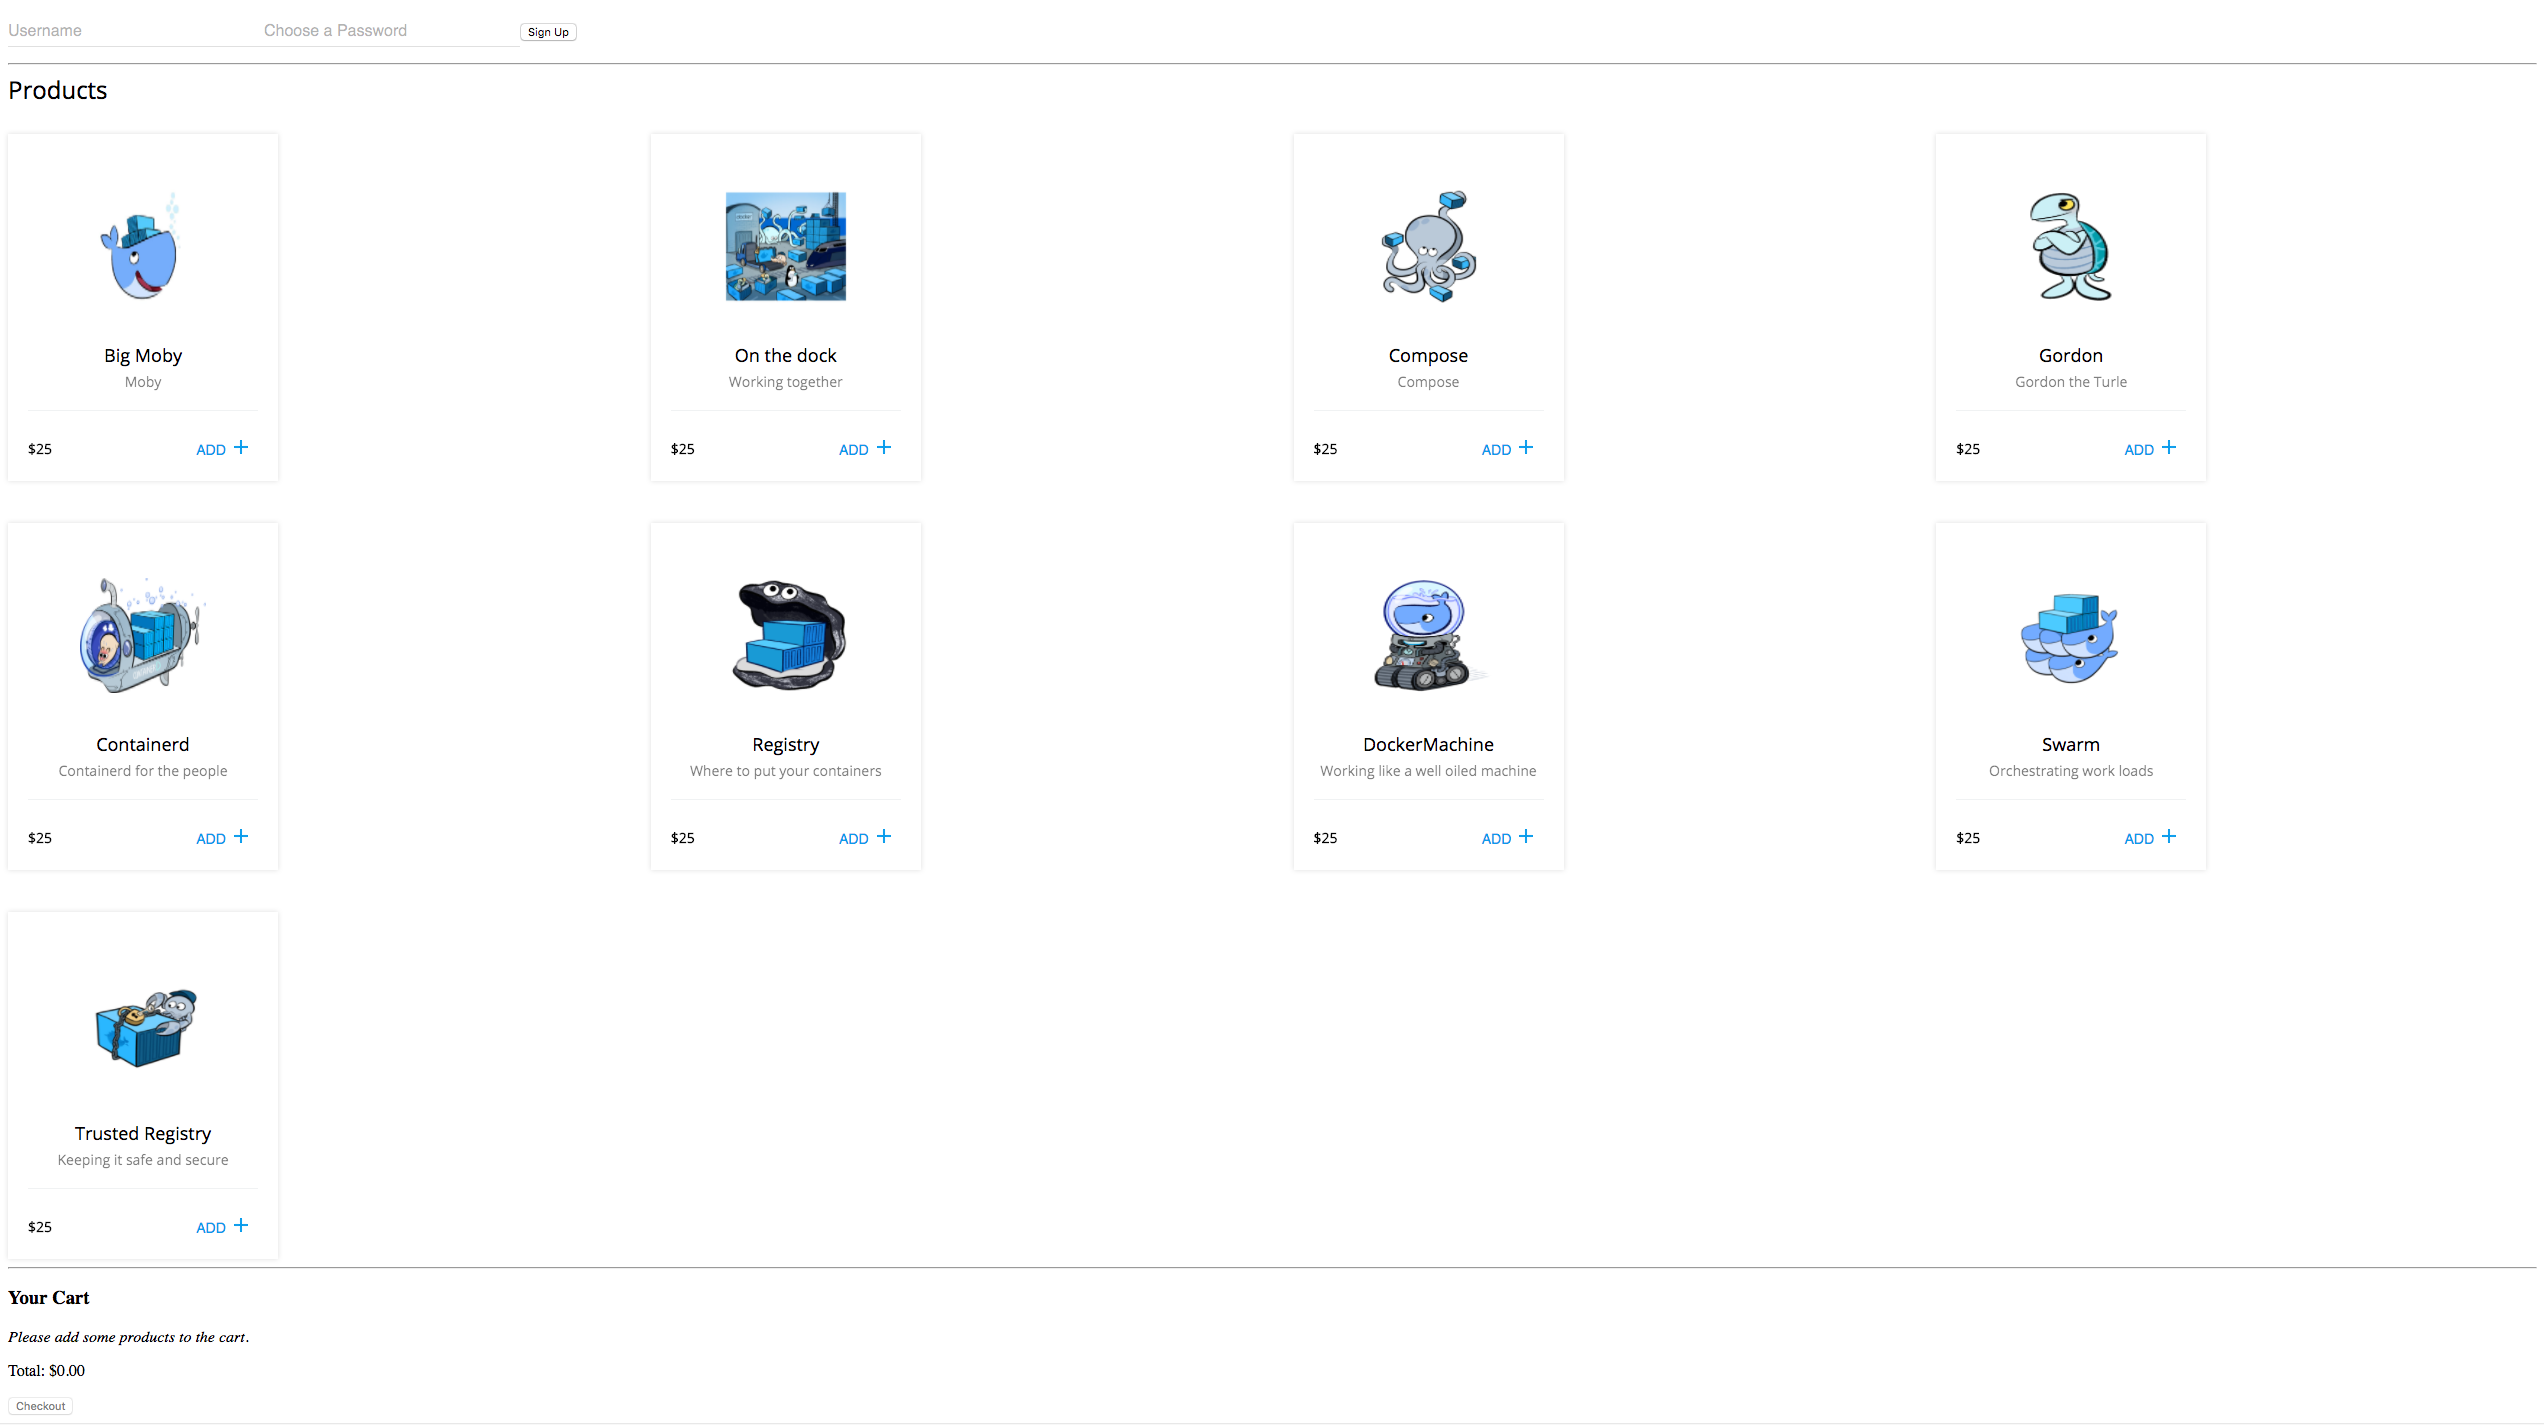 Username Choose a Password Sign Up
Products
Big Moby
Moby
$25 ADD +
On the dock
Working together
$25 ADD +
Compose
Compose
$25 ADD +
Gordon
Gordon the Turle
$25 ADD +
Containerd
Containerd for the people
$25 ADD +
Registry
Where to put your containers
$25 ADD +
DockerMachine
Working like a well oiled machine
$25 ADD +
Swarm
Orchestrating work loads
$25 ADD +
Trusted Registry
Keeping it safe and secure
$25 ADD +
Your Cart
Please add some products to the cart.
Total: $0.00
Checkout